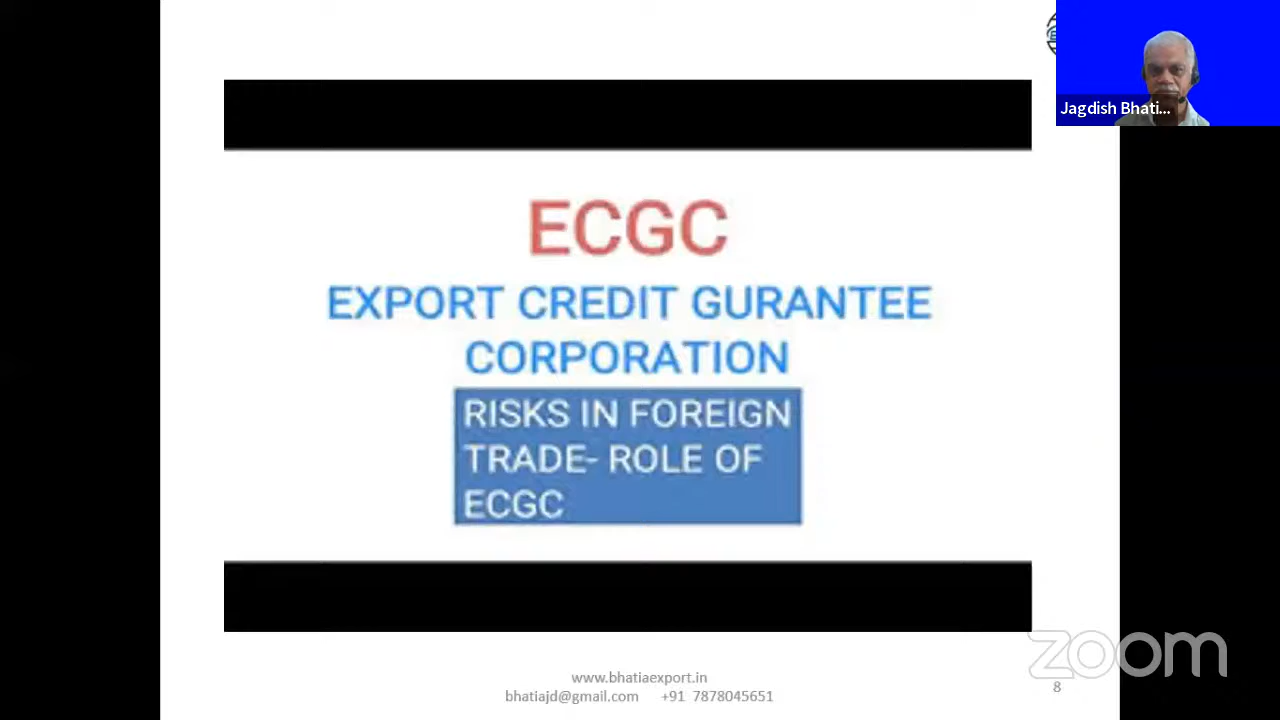 Jagdish Bhati...
ECGC
EXPORT CREDIT GURANTEE
CORPORATION
RISKS IN FOREIGN
TRADE- ROLE OF
ECGC
zoom
www.bhatiaexport.in
bhatiajd@gmail.com +91 7878045651
8